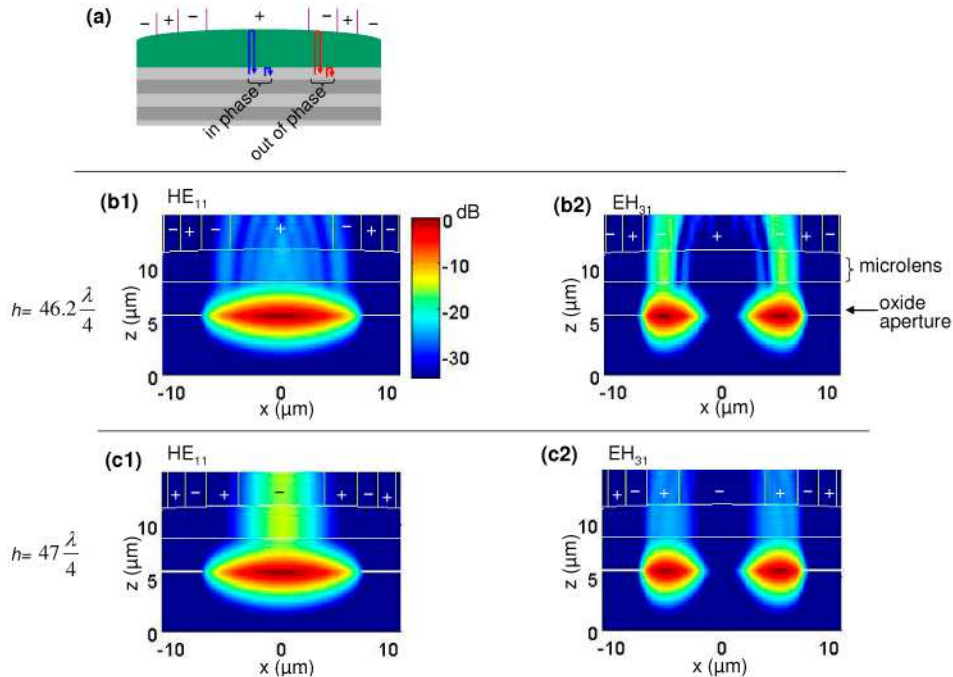 (a)
− + − + − + −
in phase
out of phase
(b1) HE11
(b2) EH31
h= 46.2 λ/4
− + − + − + −
− + − + − + −
dB
0
-10
-20
-30
z (µm)
10
5
0
-10 0 10
x (µm)
z (µm)
10
5
0
-10 0 10
x (µm)
microlens
oxide
aperture
(c1) HE11
(c2) EH31
h= 47 λ/4
+ − + − + − +
+ − + − + − +
z (µm)
10
5
0
-10 0 10
x (µm)
z (µm)
10
5
0
-10 0 10
x (µm)